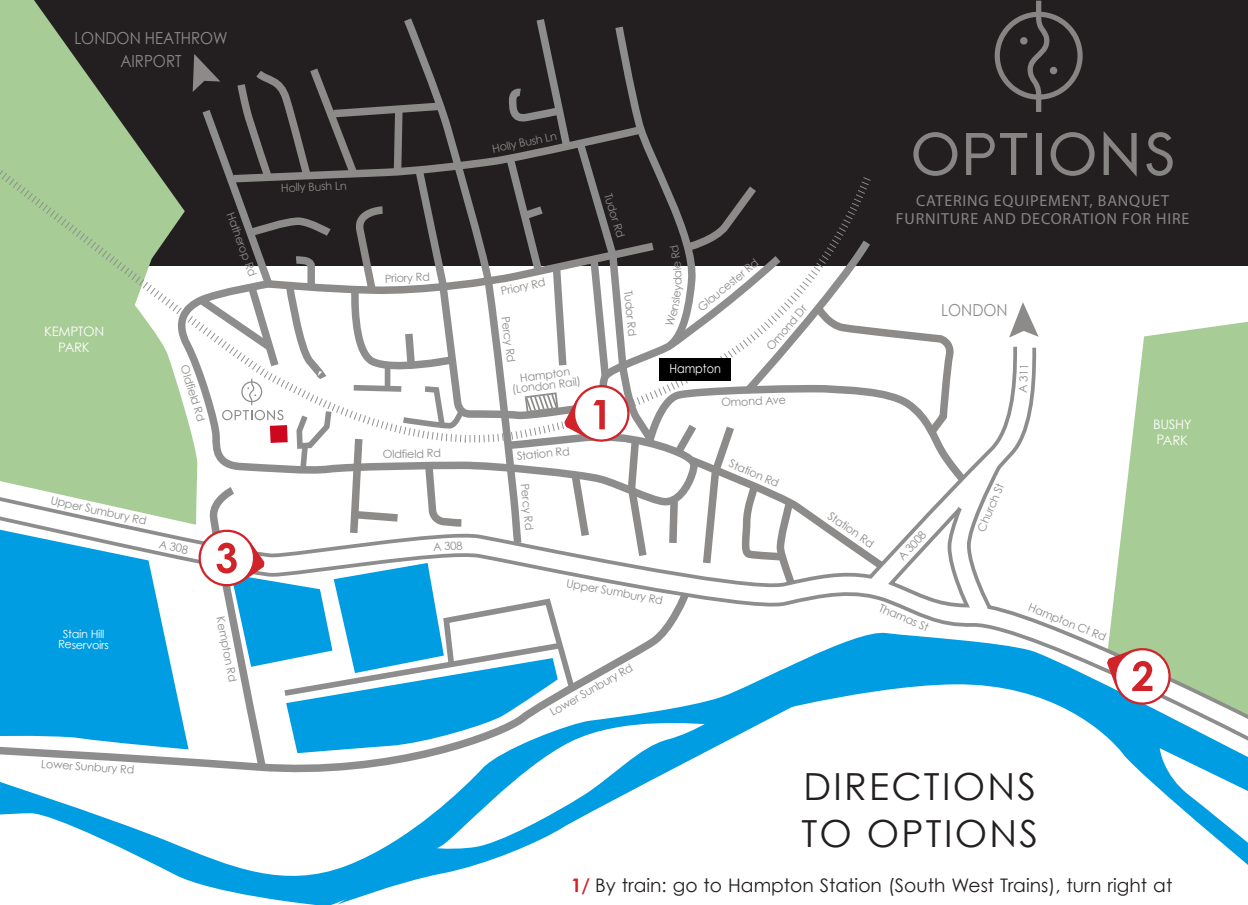 LONDON HEATHROW
AIRPORT
OPTIONS
CATERING EQUIPEMENT, BANQUET
FURNITURE AND DECORATION FOR HIRE
Holly Bush Ln
Holly Bush Ln
Hatherop Rd
Tudor Rd
Wensleydale Rd
Gloucester Rd
Priory Rd
Priory Rd
Tudor Rd
Percy Rd
Omond Dr
LONDON
KEMPTON
PARK
Oldfield Rd
Hampton
Hampton
(London Rail)
A 311
OPTIONS
1
Omond Ave
BUSHY
PARK
Oldfield Rd
Station Rd
Station Rd
Percy Rd
Church St
Station Rd
A 3008
Upper Sumbury Rd
A 308
3
A 308
Upper Sumbury Rd
Thomas St
Hampton Ct Rd
Stain Hill
Reservoirs
Kempton Rd
2
Lower Sunbury Rd
Lower Sunbury Rd
DIRECTIONS
TO OPTIONS
1/ By train: go to Hampton Station (South West Trains), turn right at